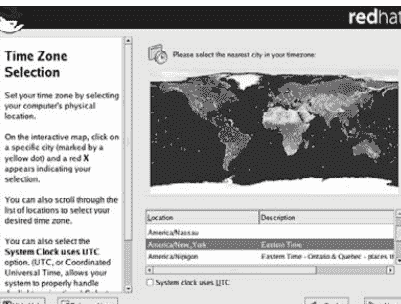 redhat
Time Zone
Selection
Set your time zone by selecting
your computer's physical
location.
On the interactive map, click on
a specific city (marked by a
yellow dot) and a red X
appears indicating your
selection.
You can also scroll through the
list of locations to select your
desired time zone.
You can also select the
System Clock uses UTC
option. (UTC, or Coordinated
Universal Time, allows your
system to properly handle
Please select the nearest city in your timezone:
Location Description
America/Nassau
America/New_York Eastern Time
America/Nipigon Eastern Time - Ontario & Quebec - places
System clock uses UTC